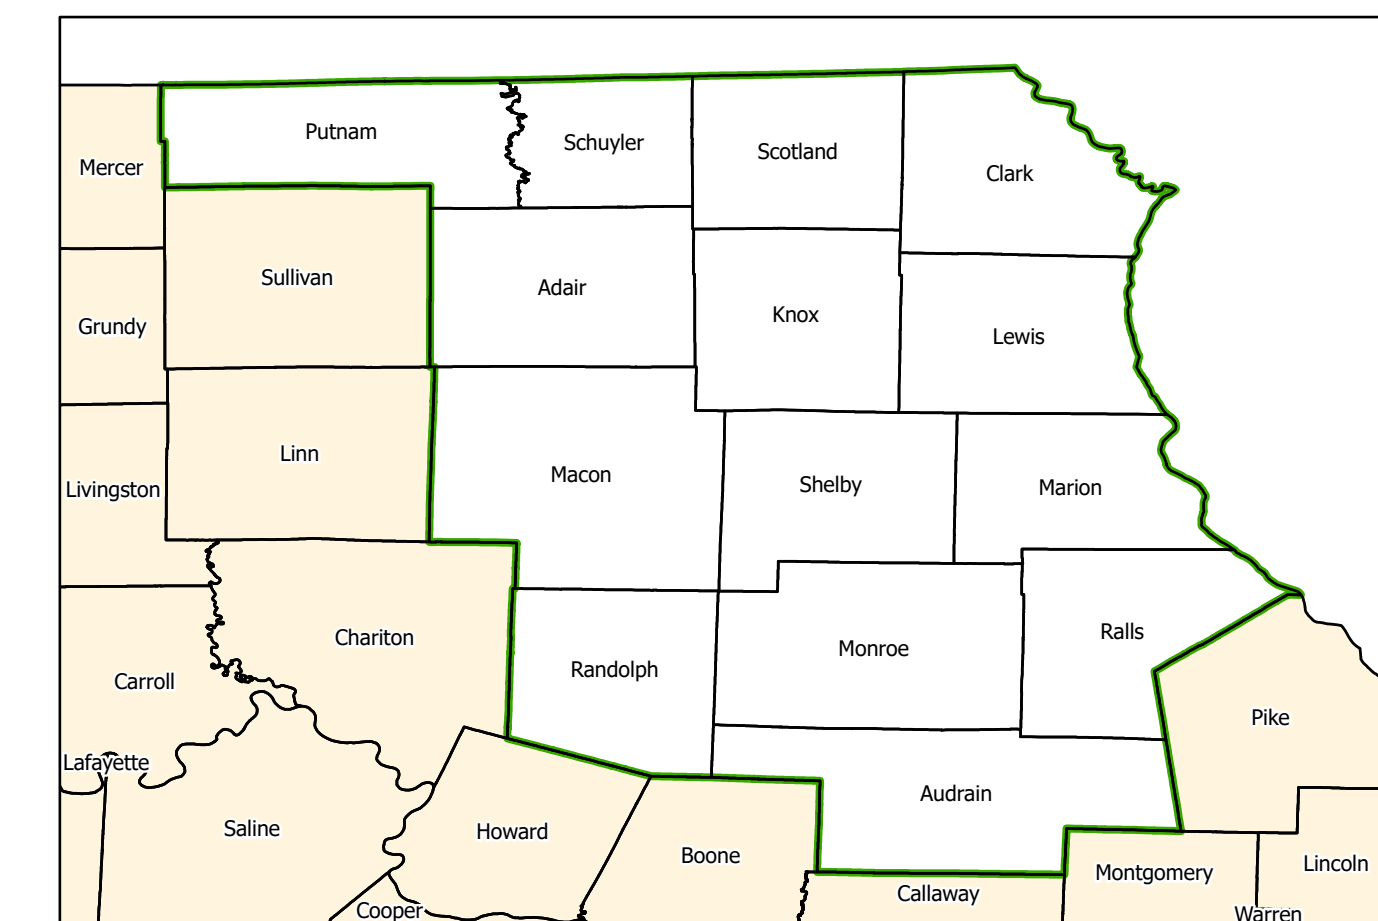 Putnam
Schuyler
Scotland
Mercer
Clark
Sullivan
Adair
Knox
Grundy
Lewis
Linn
Macon
Shelby
Marion
Livingston
Chariton
Randolph
Monroe
Ralls
Carroll
Pike
Lafayette
Audrain
Saline
Howard
Boone
Montgomery
Lincoln
Callaway
Cooper
Warren